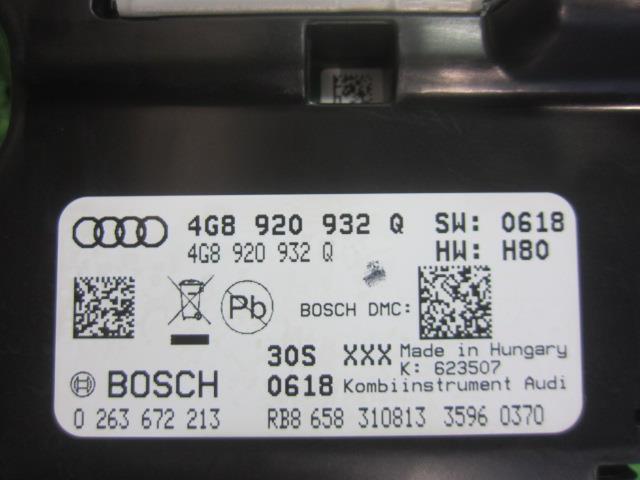 4G8 920 932 Q SW: 0618
4G8 920 932 Q HW: H80
Pb BOSCH DMC:
30S XXX Made in Hungary
K: 623507
BOSCH 0618 Kombiinstrument Audi
0 263 672 213 RB8 658 310813 3596 0370